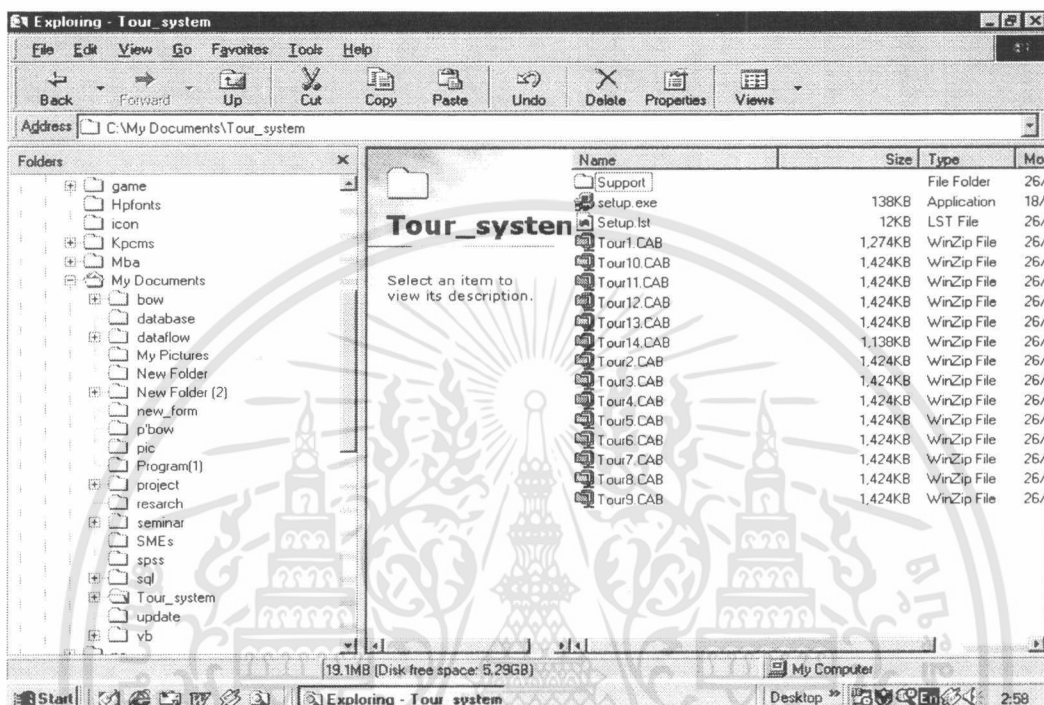 Exploring - Tour_system
File Edit View Go Favorites Tools Help
Back Forward Up Cut Copy Paste Undo Delete Properties Views
Address C:\My Documents\Tour_system
Folders
game
Hpfonts
icon
Kpcms
Mba
My Documents
bow
database
dataflow
My Pictures
New Folder
New Folder (2)
new_form
p'bow
pic
Program(1)
project
resarch
seminar
SMEs
spss
sql
Tour_system
update
vb
Tour_system
Select an item to
view its description.
Name Size Type Mo
Support File Folder 26/
setup.exe 138KB Application 18/
Setup.lst 12KB LST File 26/
Tour1.CAB 1,274KB WinZip File 26/
Tour10.CAB 1,424KB WinZip File 26/
Tour11.CAB 1,424KB WinZip File 26/
Tour12.CAB 1,424KB WinZip File 26/
Tour13.CAB 1,424KB WinZip File 26/
Tour14.CAB 1,138KB WinZip File 26/
Tour2.CAB 1,424KB WinZip File 26/
Tour3.CAB 1,424KB WinZip File 26/
Tour4.CAB 1,424KB WinZip File 26/
Tour5.CAB 1,424KB WinZip File 26/
Tour6.CAB 1,424KB WinZip File 26/
Tour7.CAB 1,424KB WinZip File 26/
Tour8.CAB 1,424KB WinZip File 26/
Tour9.CAB 1,424KB WinZip File 26/
19.1MB (Disk free space: 5.29GB) My Computer
Start Exploring - Tour_system Desktop » En 2:58